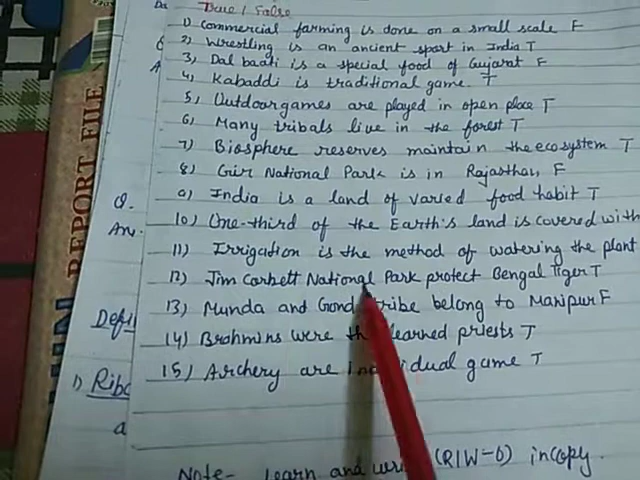 True / False
1) Commercial farming is done on a small scale F
2) Wrestling is an ancient sport in India T
3) Dal baati is a special food of Gujarat F
4) Kabaddi is traditional game. T
5) Outdoor games are played in open place T
6) Many tribals live in the forest T
7) Biosphere reserves maintain the ecosystem T
8) Gir National Park is in Rajasthan, F
Q.
9) India is a land of varied food habit T
Ans.
10) One-third of the Earth's land is covered with
11) Irrigation is the method of watering the plant
12) Jim Corbett National Park protect Bengal Tiger T
13) Munda and Gond tribe belong to Manipur F
14) Brahmins were the learned priests T
1)
15) Archery are individual game T
a
Note- Learn and (R/W-6) in copy.
REPORT FILE